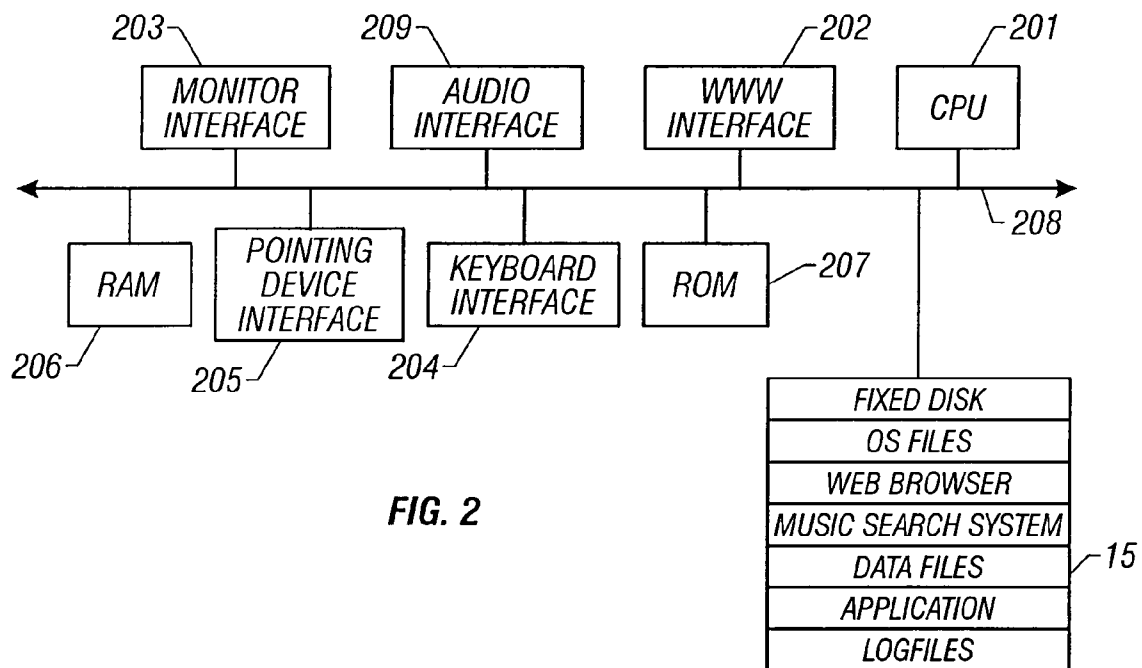 203
209
202
201
MONITOR
INTERFACE
AUDIO
INTERFACE
WWW
INTERFACE
CPU
208
RAM
POINTING
DEVICE
INTERFACE
KEYBOARD
INTERFACE
ROM
207
206
205
204
FIXED DISK
OS FILES
WEB BROWSER
MUSIC SEARCH SYSTEM
DATA FILES
APPLICATION
LOGFILES
15
FIG. 2